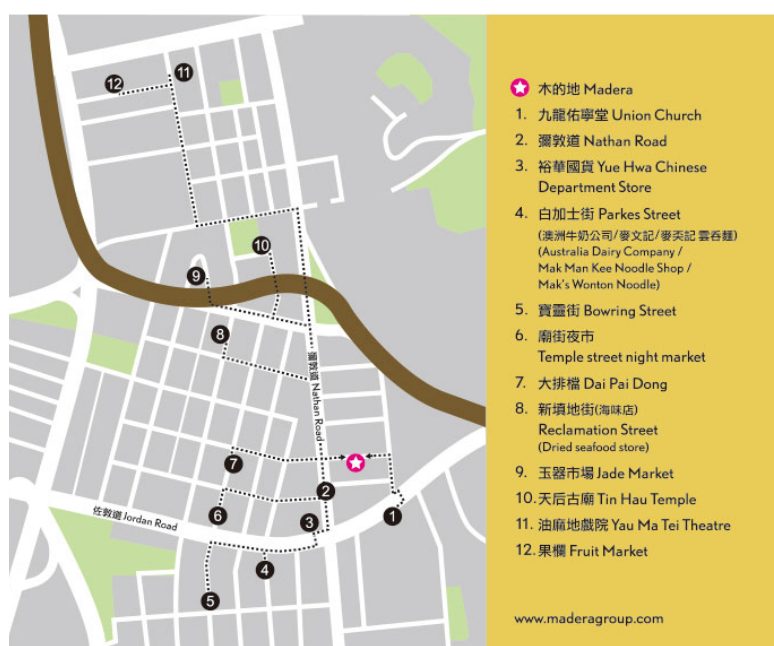 12
11
10
9
8
彌敦道 Nathan Road
7
6
2
3
1
佐敦道 Jordan Road
4
5
木的地 Madera
1. 九龍佑寧堂 Union Church
2. 彌敦道 Nathan Road
3. 裕華國貨 Yue Hwa Chinese
Department Store
4. 白加士街 Parkes Street
(澳洲牛奶公司/麥文記/麥奀記 雲吞麵)
(Australia Dairy Company /
Mak Man Kee Noodle Shop /
Mak's Wonton Noodle)
5. 寶靈街 Bowring Street
6. 廟街夜市
Temple street night market
7. 大排檔 Dai Pai Dong
8. 新填地街(海味店)
Reclamation Street
(Dried seafood store)
9. 玉器市場 Jade Market
10. 天后古廟 Tin Hau Temple
11. 油麻地戲院 Yau Ma Tei Theatre
12. 果欄 Fruit Market
www.maderagroup.com